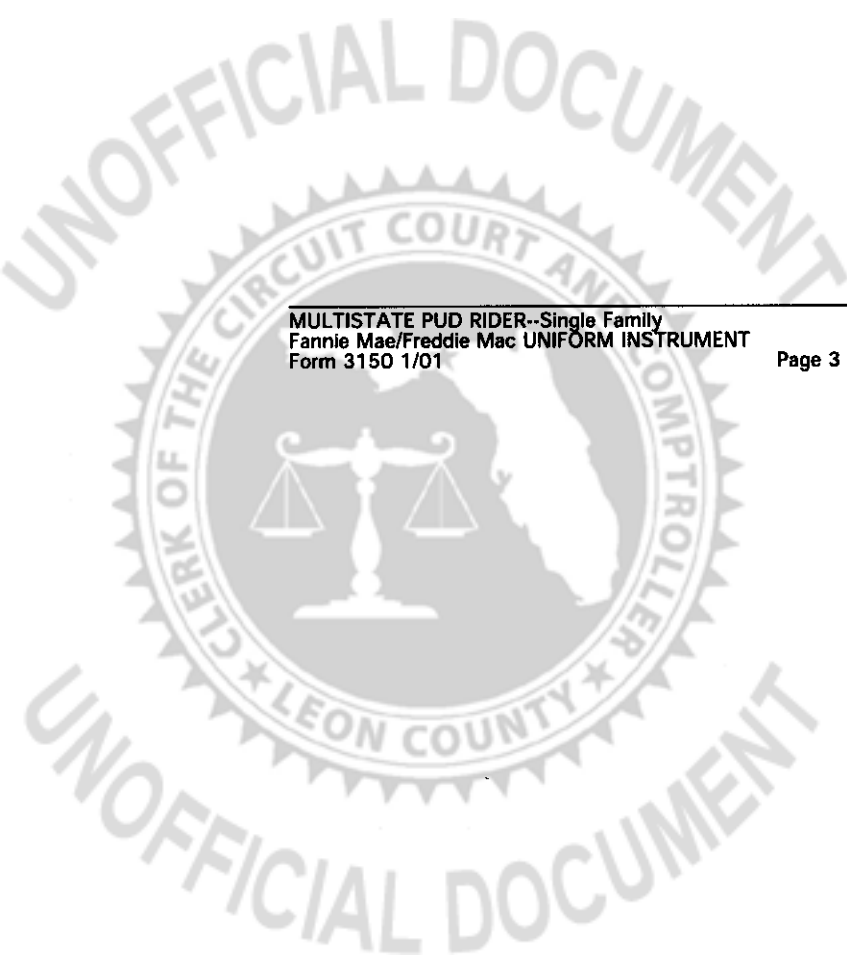 UNOFFICIAL DOCUMENT
CLERK OF THE CIRCUIT COURT AND COMPTROLLER
MULTISTATE PUD RIDER--Single Family
Fannie Mae/Freddie Mac UNIFORM INSTRUMENT
Form 3150 1/01 Page 3
LEON COUNTY
UNOFFICIAL DOCUMENT